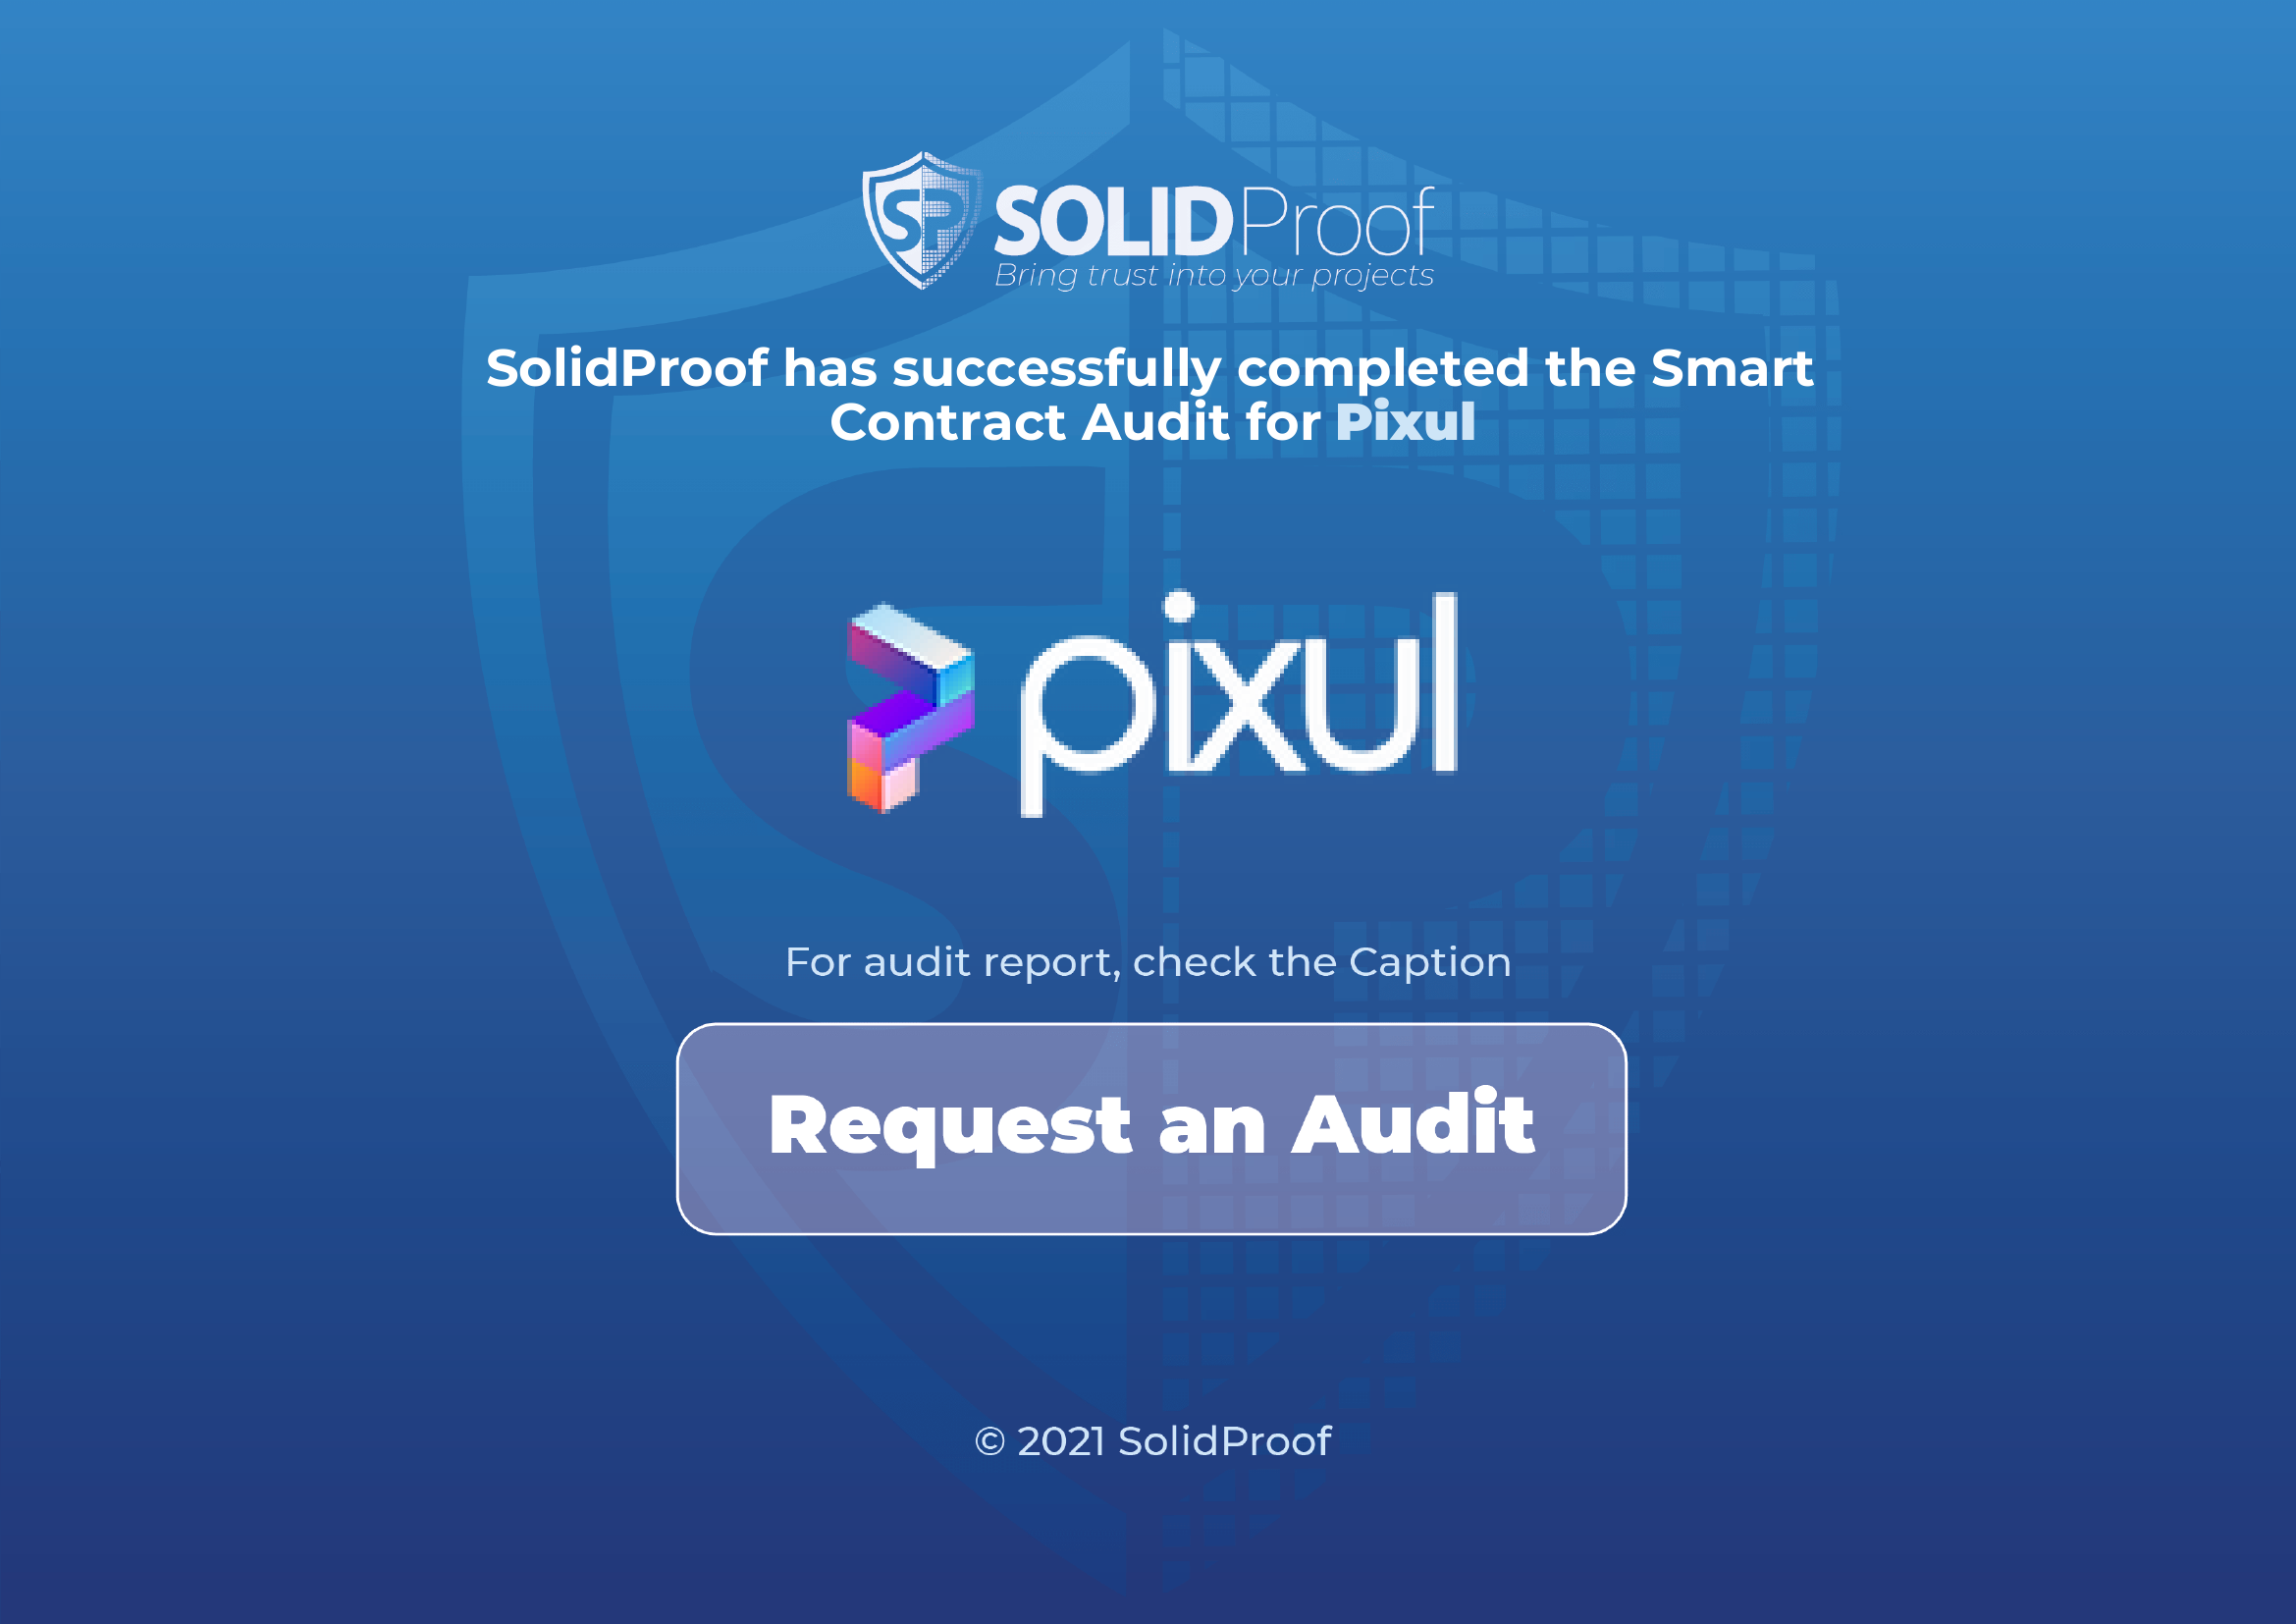 SP SOLIDProof
Bring trust into your projects
SolidProof has successfully completed the Smart
Contract Audit for Pixul
pixul
For audit report, check the Caption
Request an Audit
© 2021 SolidProof